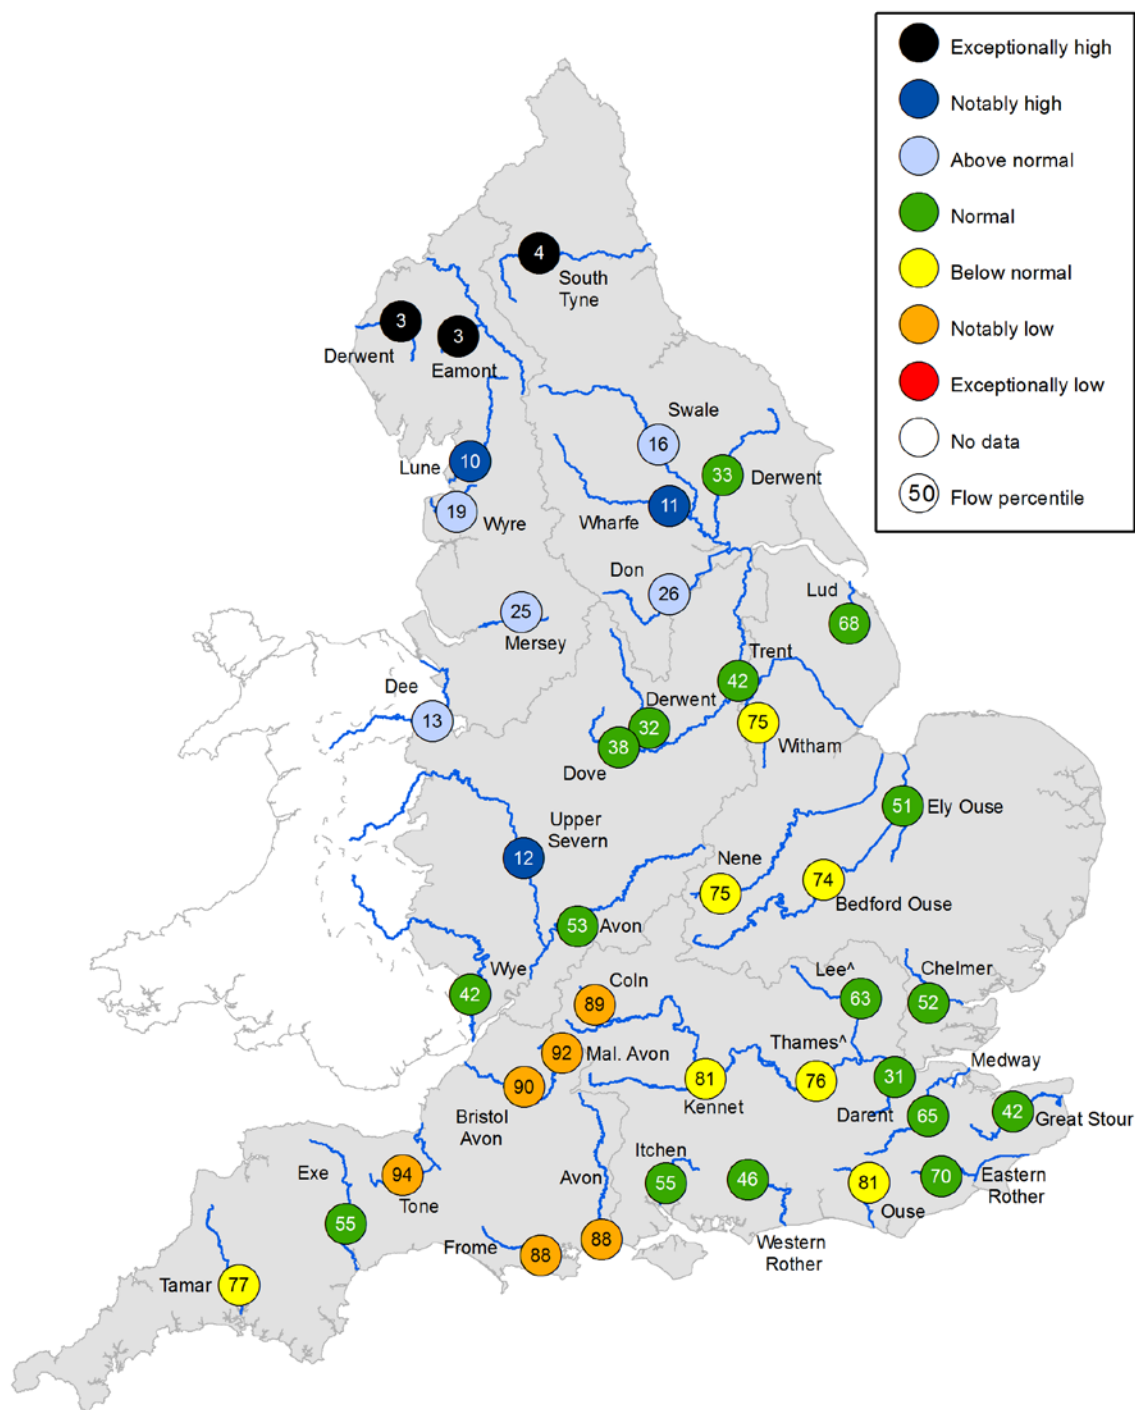 Exceptionally high
Notably high
Above normal
Normal
Below normal
Notably low
Exceptionally low
No data
50 Flow percentile
4
South
Tyne
3
Derwent
3
Eamont
Swale
16
Lune
10
33
Derwent
19
Wyre
Wharfe
11
Don
26
Lud
68
25
Mersey
Trent
42
Dee
13
Derwent
32
38
Dove
75
Witham
51
Ely Ouse
Upper
Severn
12
Nene
75
74
Bedford Ouse
53
Avon
Wye
42
Coln
89
Lee^
63
Chelmer
52
92
Mal. Avon
90
Bristol
Avon
81
Kennet
Thames^
76
31
Darent
Medway
65
42
Great Stour
Exe
94
Tone
Avon
Itchen
55
46
Western
Rother
81
Ouse
70
Eastern
Rother
55
Frome
88
88
Tamar
77